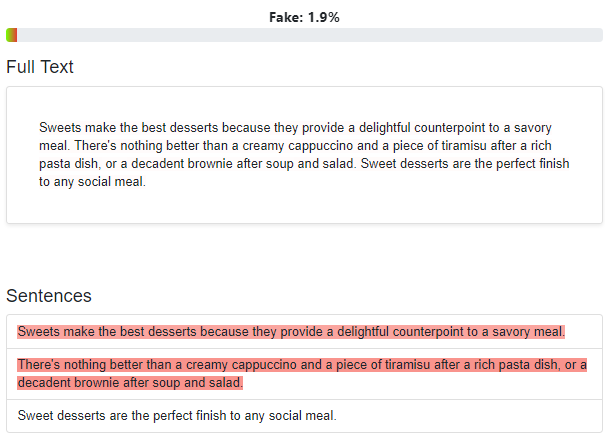 Fake: 1.9%
Full Text
Sweets make the best desserts because they provide a delightful counterpoint to a savory
meal. There's nothing better than a creamy cappuccino and a piece of tiramisu after a rich
pasta dish, or a decadent brownie after soup and salad. Sweet desserts are the perfect finish
to any social meal.
Sentences
Sweets make the best desserts because they provide a delightful counterpoint to a savory meal.
There's nothing better than a creamy cappuccino and a piece of tiramisu after a rich pasta dish, or a
decadent brownie after soup and salad.
Sweet desserts are the perfect finish to any social meal.